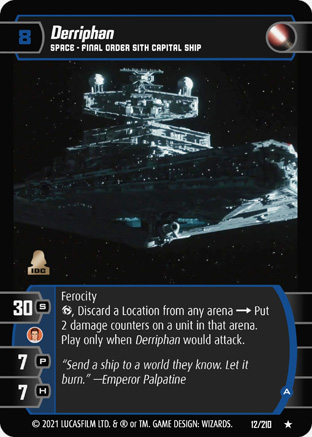 8
Derriphan
SPACE - FINAL ORDER SITH CAPITAL SHIP
IDC
30 S
7 P
7 H
Ferocity
, Discard a Location from any arena → Put
2 damage counters on a unit in that arena.
Play only when Derriphan would attack.
"Send a ship to a world they know. Let it
burn." —Emperor Palpatine
A
© 2021 LUCASFILM LTD. & ® or TM. GAME DESIGN: WIZARDS. 12/210 ★